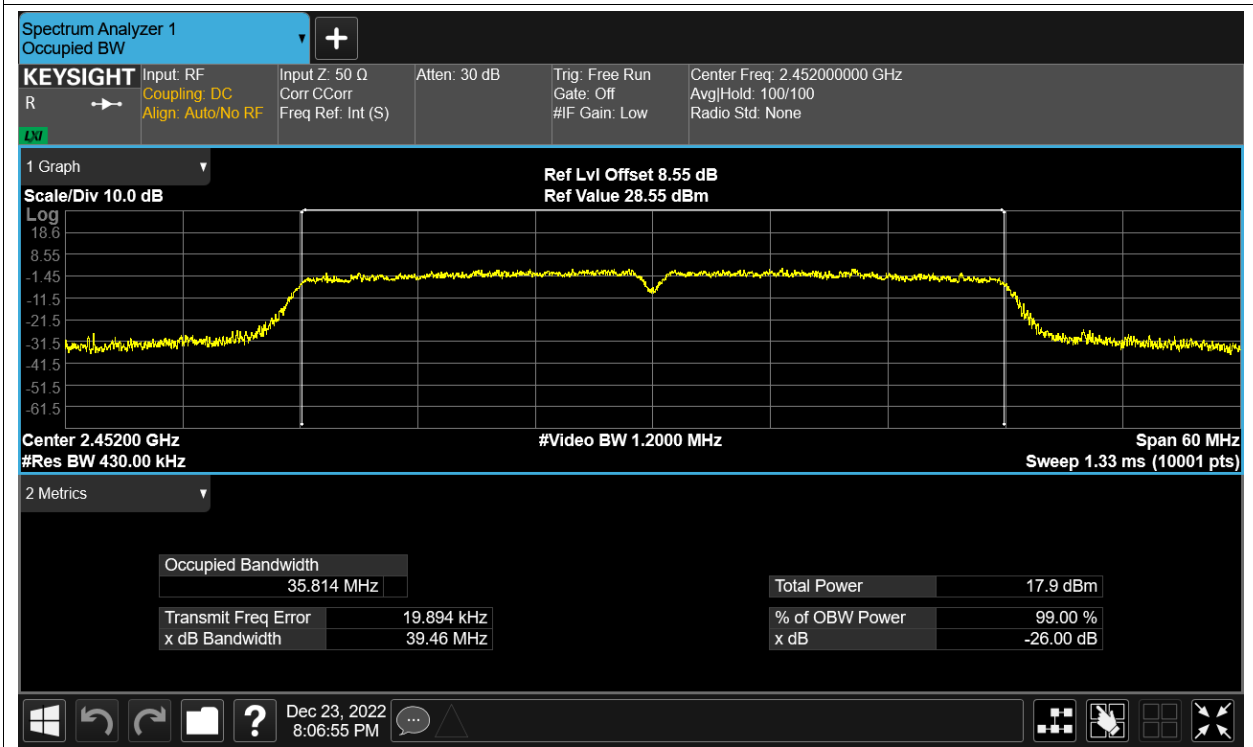 Spectrum Analyzer 1
Occupied BW
KEYSIGHT Input: RF Input Z: 50 Ω Atten: 30 dB Trig: Free Run Center Freq: 2.452000000 GHz
R Coupling: DC Corr CCorr Gate: Off Avg|Hold: 100/100
Align: Auto/No RF Freq Ref: Int (S) #IF Gain: Low Radio Std: None
LXI
1 Graph
Ref Lvl Offset 8.55 dB
Scale/Div 10.0 dB Ref Value 28.55 dBm
Log
18.6
8.55
-1.45
-11.5
-21.5
-31.5
-41.5
-51.5
-61.5
Center 2.45200 GHz #Video BW 1.2000 MHz Span 60 MHz
#Res BW 430.00 kHz Sweep 1.33 ms (10001 pts)
2 Metrics
Occupied Bandwidth
35.814 MHz Total Power 17.9 dBm
Transmit Freq Error 19.894 kHz % of OBW Power 99.00 %
x dB Bandwidth 39.46 MHz x dB -26.00 dB
? Dec 23, 2022
8:06:55 PM